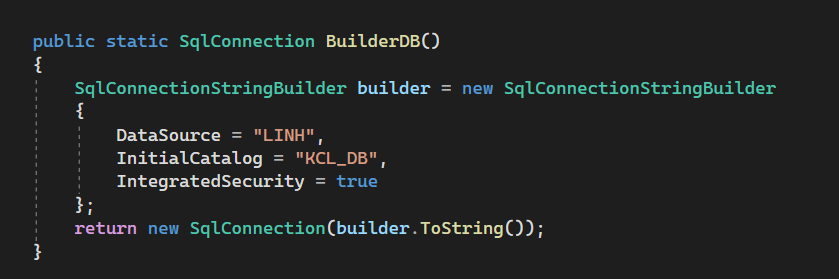 public static SqlConnection BuilderDB()
{
    SqlConnectionStringBuilder builder = new SqlConnectionStringBuilder
    {
        DataSource = "LINH",
        InitialCatalog = "KCL_DB",
        IntegratedSecurity = true
    };
    return new SqlConnection(builder.ToString());
}